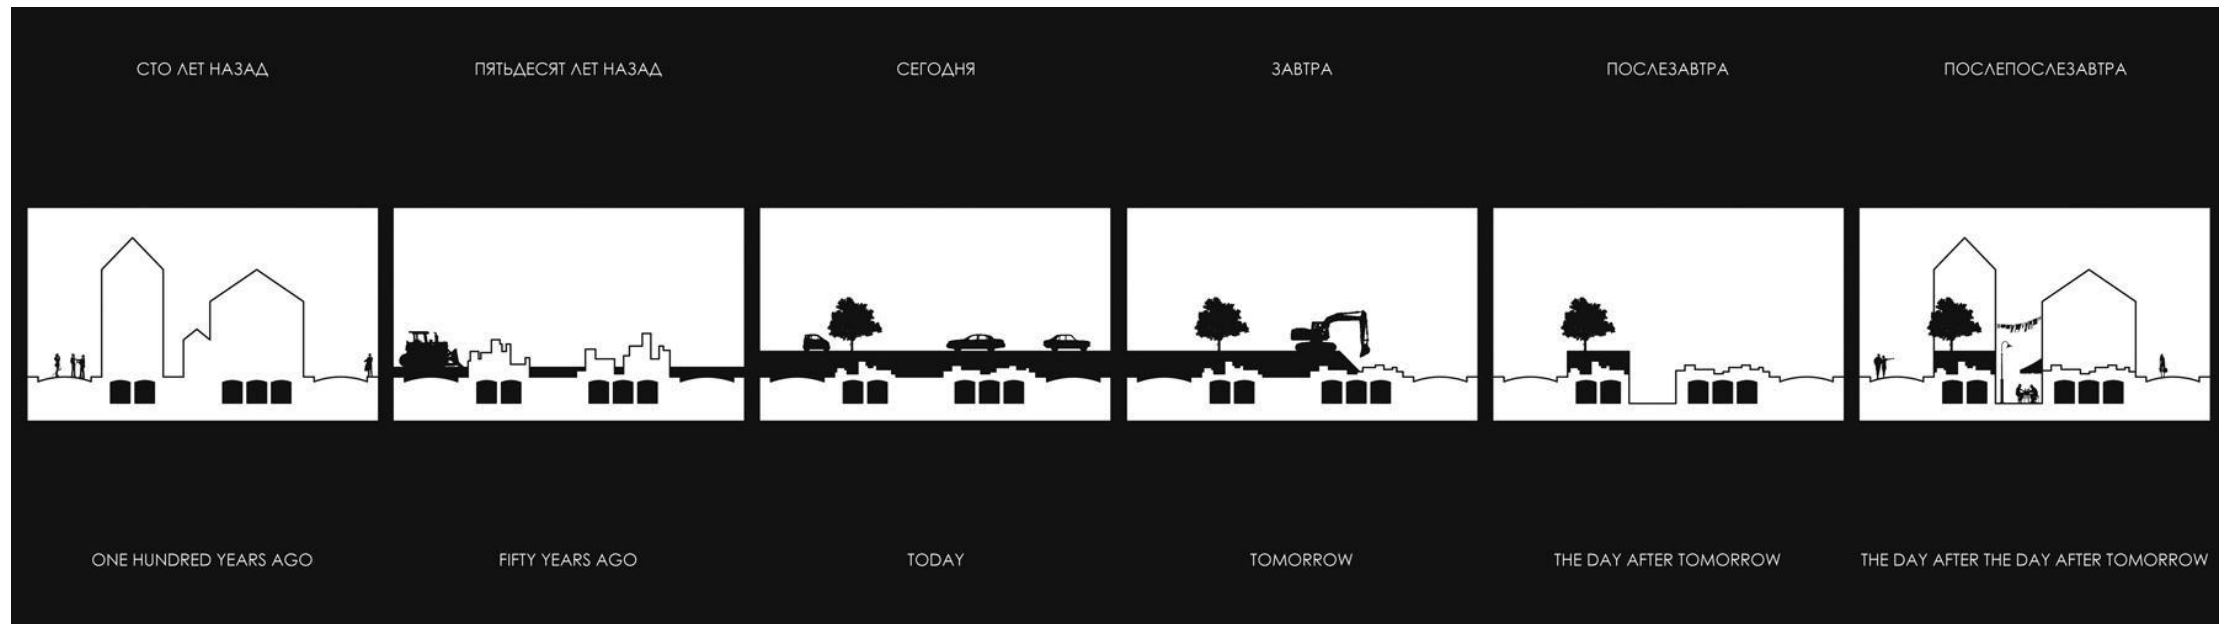 СТО ЛЕТ НАЗАД
ПЯТЬДЕСЯТ ЛЕТ НАЗАД
СЕГОДНЯ
ЗАВТРА
ПОСЛЕЗАВТРА
ПОСЛЕПОСЛЕЗАВТРА
ONE HUNDRED YEARS AGO
FIFTY YEARS AGO
TODAY
TOMORROW
THE DAY AFTER TOMORROW
THE DAY AFTER THE DAY AFTER TOMORROW